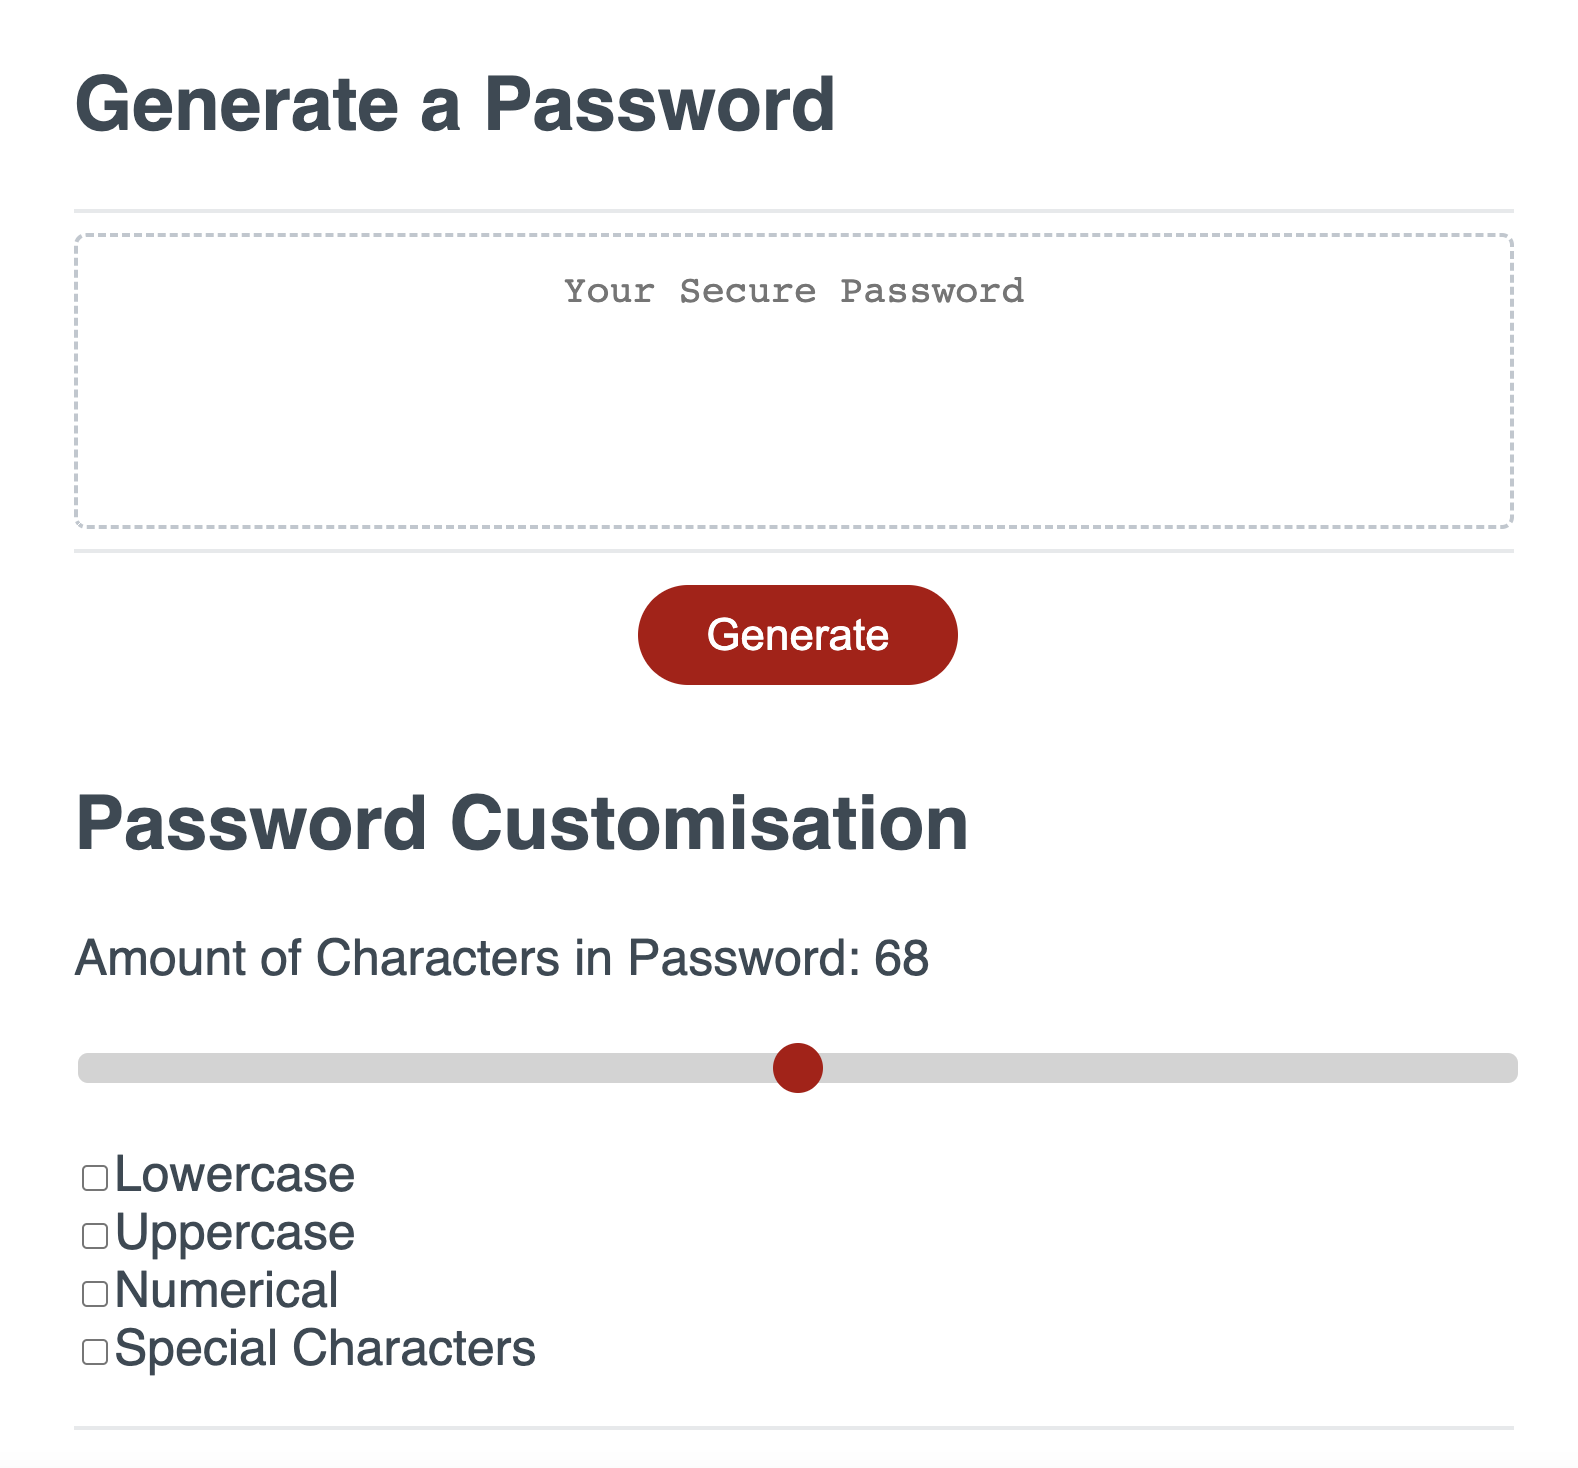 Generate a Password
Your Secure Password
Generate
Password Customisation
Amount of Characters in Password: 68
Lowercase
Uppercase
Numerical
Special Characters